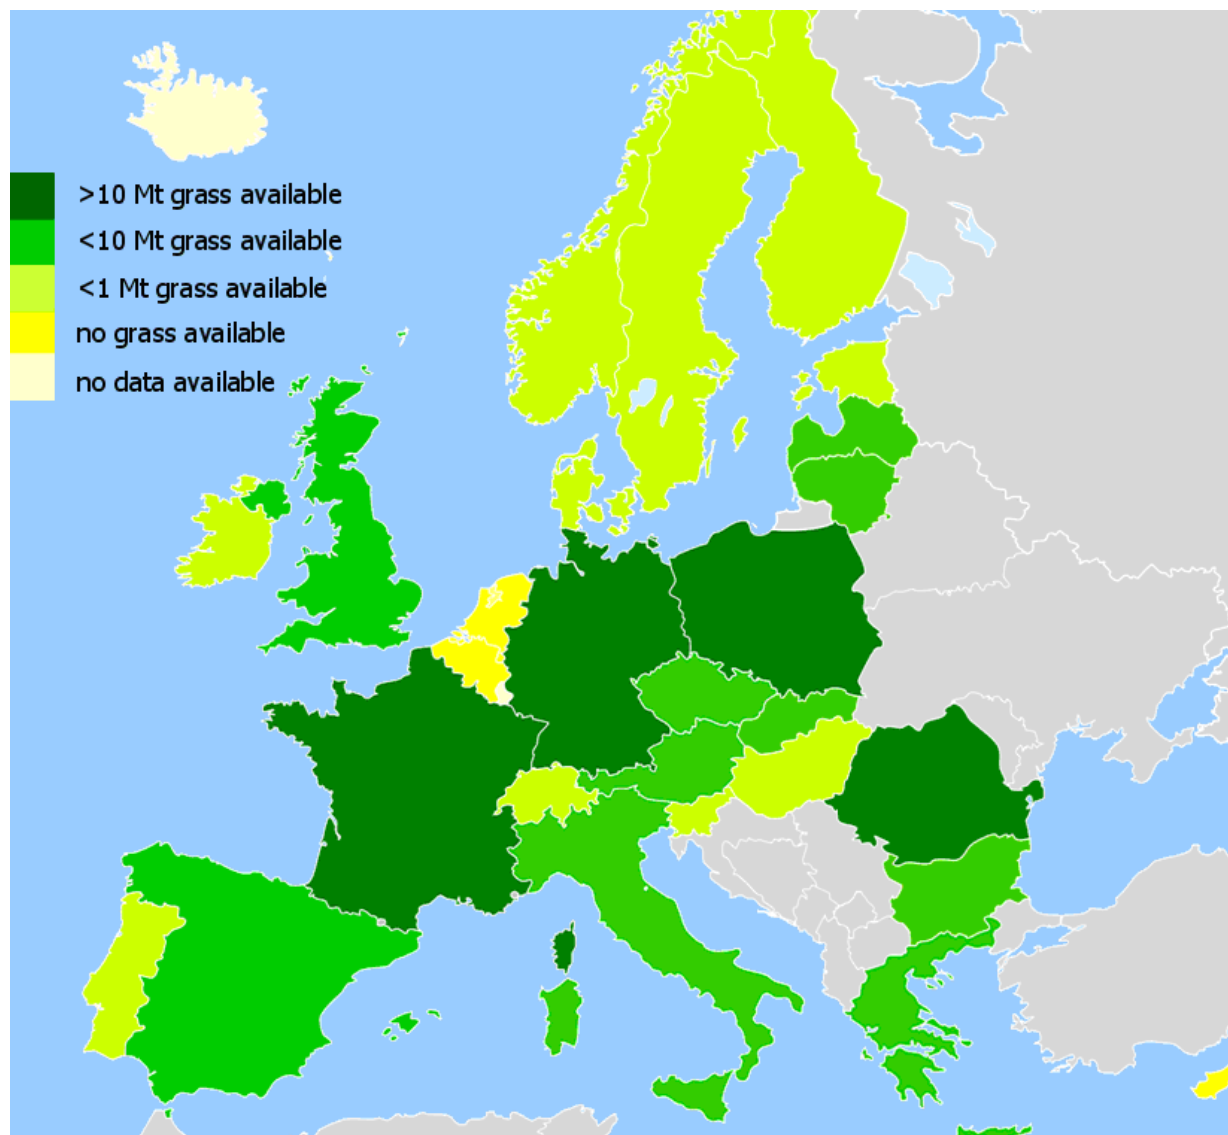 >10 Mt grass available
<10 Mt grass available
<1 Mt grass available
no grass available
no data available